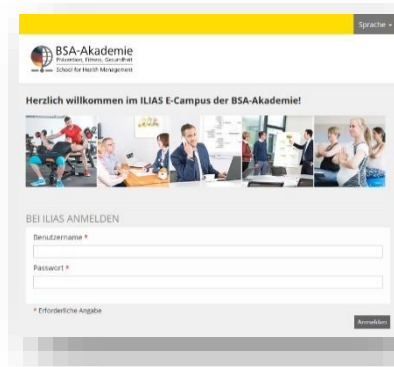 Sprache
BSA-Akademie
Prävention, Fitness, Gesundheit
School for Health Management
Herzlich willkommen im ILIAS E-Campus der BSA-Akademie!
BEI ILIAS ANMELDEN
Benutzername *
Passwort *
* Erforderliche Angabe
Anmelden